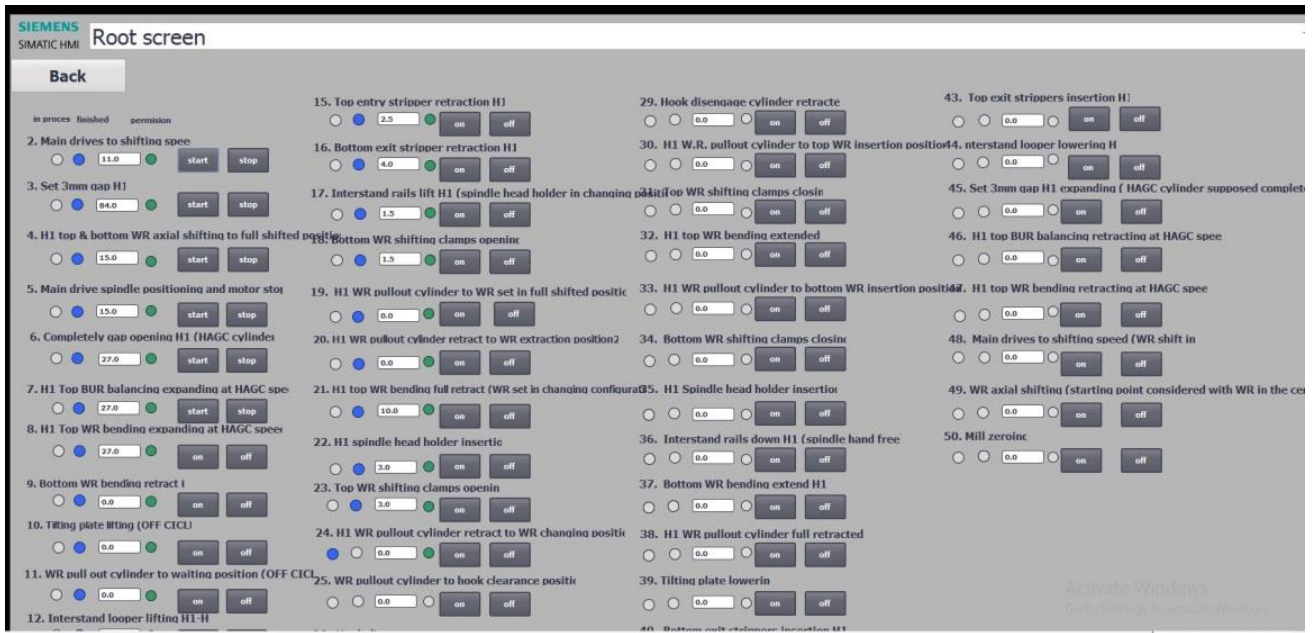 SIEMENS
SIMATIC HMI
Root screen
Back
in proces finished permision
2. Main drives to shifting spee
11.0 start stop
3. Set 3mm gap H1
84.0 start stop
4. H1 top & bottom WR axial shifting to full shifted positio
15.0 start stop
5. Main drive spindle positioning and motor stop
15.0 start stop
6. Completely gap opening H1 (HAGC cylinder
27.0 start stop
7. H1 Top BUR balancing expanding at HAGC spe
27.0 start stop
8. H1 Top WR bending expanding at HAGC speed
27.0 on off
9. Bottom WR bending retract
0.0 on off
10. Tilting plate lifting (OFF CICLI
0.0 on off
11. WR pull out cylinder to waiting position (OFF CICL
0.0 on off
12. Interstand looper lifting H1-H
15. Top entry stripper retraction H1
2.5 on off
16. Bottom exit stripper retraction H1
4.0 on off
17. Interstand rails lift H1 (spindle head holder in changing positi
1.5 on off
18. Bottom WR shifting clamps opening
1.5 on off
19. H1 WR pullout cylinder to WR set in full shifted positic
0.0 on off
20. H1 WR pullout cylinder retract to WR extraction position2
0.0 on off
21. H1 top WR bending full retract (WR set in changing configurat
10.0 on off
22. H1 spindle head holder insertic
3.0 on off
23. Top WR shifting clamps openin
3.0 on off
24. H1 WR pullout cylinder retract to WR changing positic
0.0 on off
25. WR pullout cylinder to hook clearance positic
0.0 on off
29. Hook disengage cylinder retracte
0.0 on off
30. H1 W.R. pullout cylinder to top WR insertion position
0.0 on off
31. Top WR shifting clamps closin
0.0 on off
32. H1 top WR bending extended
0.0 on off
33. H1 WR pullout cylinder to bottom WR insertion position
0.0 on off
34. Bottom WR shifting clamps closing
0.0 on off
35. H1 Spindle head holder insertion
0.0 on off
36. Interstand rails down H1 (spindle hand free
0.0 on off
37. Bottom WR bending extend H1
0.0 on off
38. H1 WR pullout cylinder full retracted
0.0 on off
39. Tilting plate lowerin
0.0 on off
40. Bottom exit strippers insertion H1
43. Top exit strippers insertion H1
0.0 on off
44. nterstand looper lowering H
0.0 on off
45. Set 3mm gap H1 expanding ( HAGC cylinder supposed complete
0.0 on off
46. H1 top BUR balancing retracting at HAGC spee
0.0 on off
47. H1 top WR bending retracting at HAGC spee
0.0 on off
48. Main drives to shifting speed (WR shift in
0.0 on off
49. WR axial shifting (starting point considered with WR in the cen
0.0 on off
50. Mill zeroing
0.0 on off
Activate Windows
Go to Settings to activate Windows.